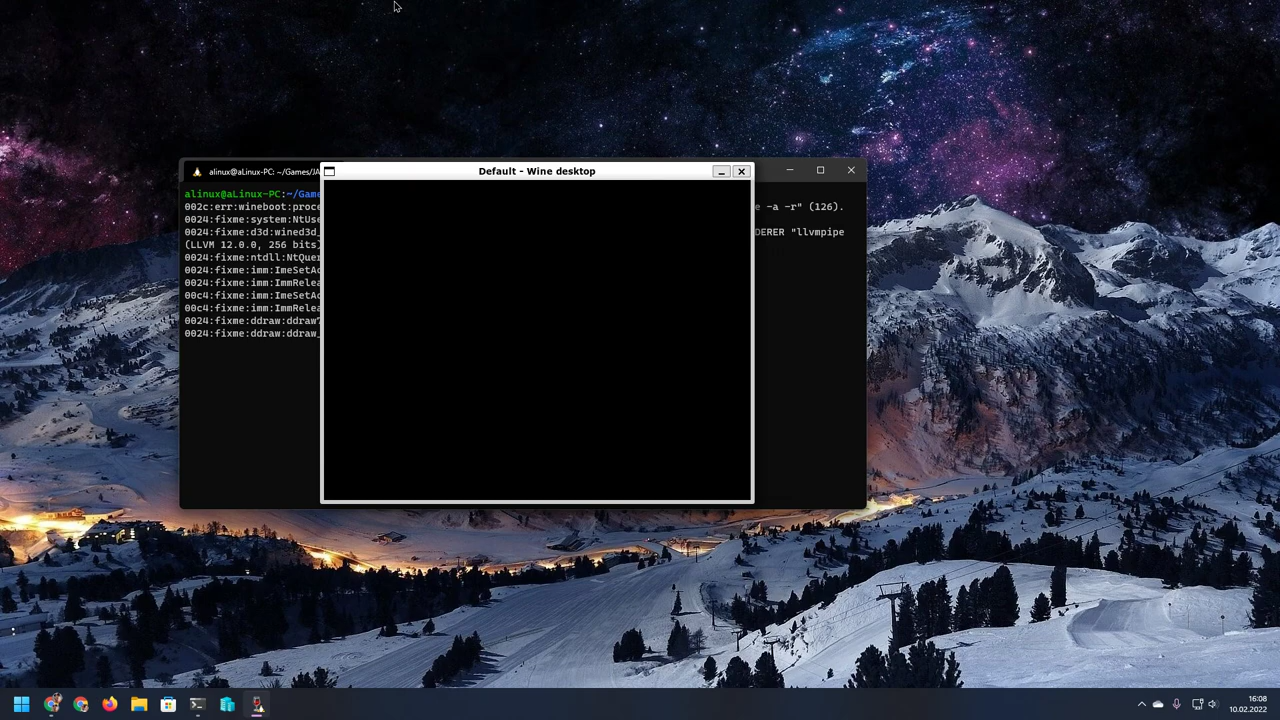 alinux@aLinux-PC: ~/Games/JA
Default - Wine desktop
alinux@aLinux-PC:~/Game
002c:err:wineboot:proce
e -a -r" (126).
0024:fixme:system:NtUse
0024:fixme:d3d:wined3d_
DERER "llvmpipe
(LLVM 12.0.0, 256 bits)
0024:fixme:ntdll:NtQuer
0024:fixme:imm:ImeSetAc
0024:fixme:imm:ImmRelea
00c4:fixme:imm:ImeSetAc
00c4:fixme:imm:ImmRelea
0024:fixme:ddraw:ddraw7
0024:fixme:ddraw:ddraw_
16:08
10.02.2022